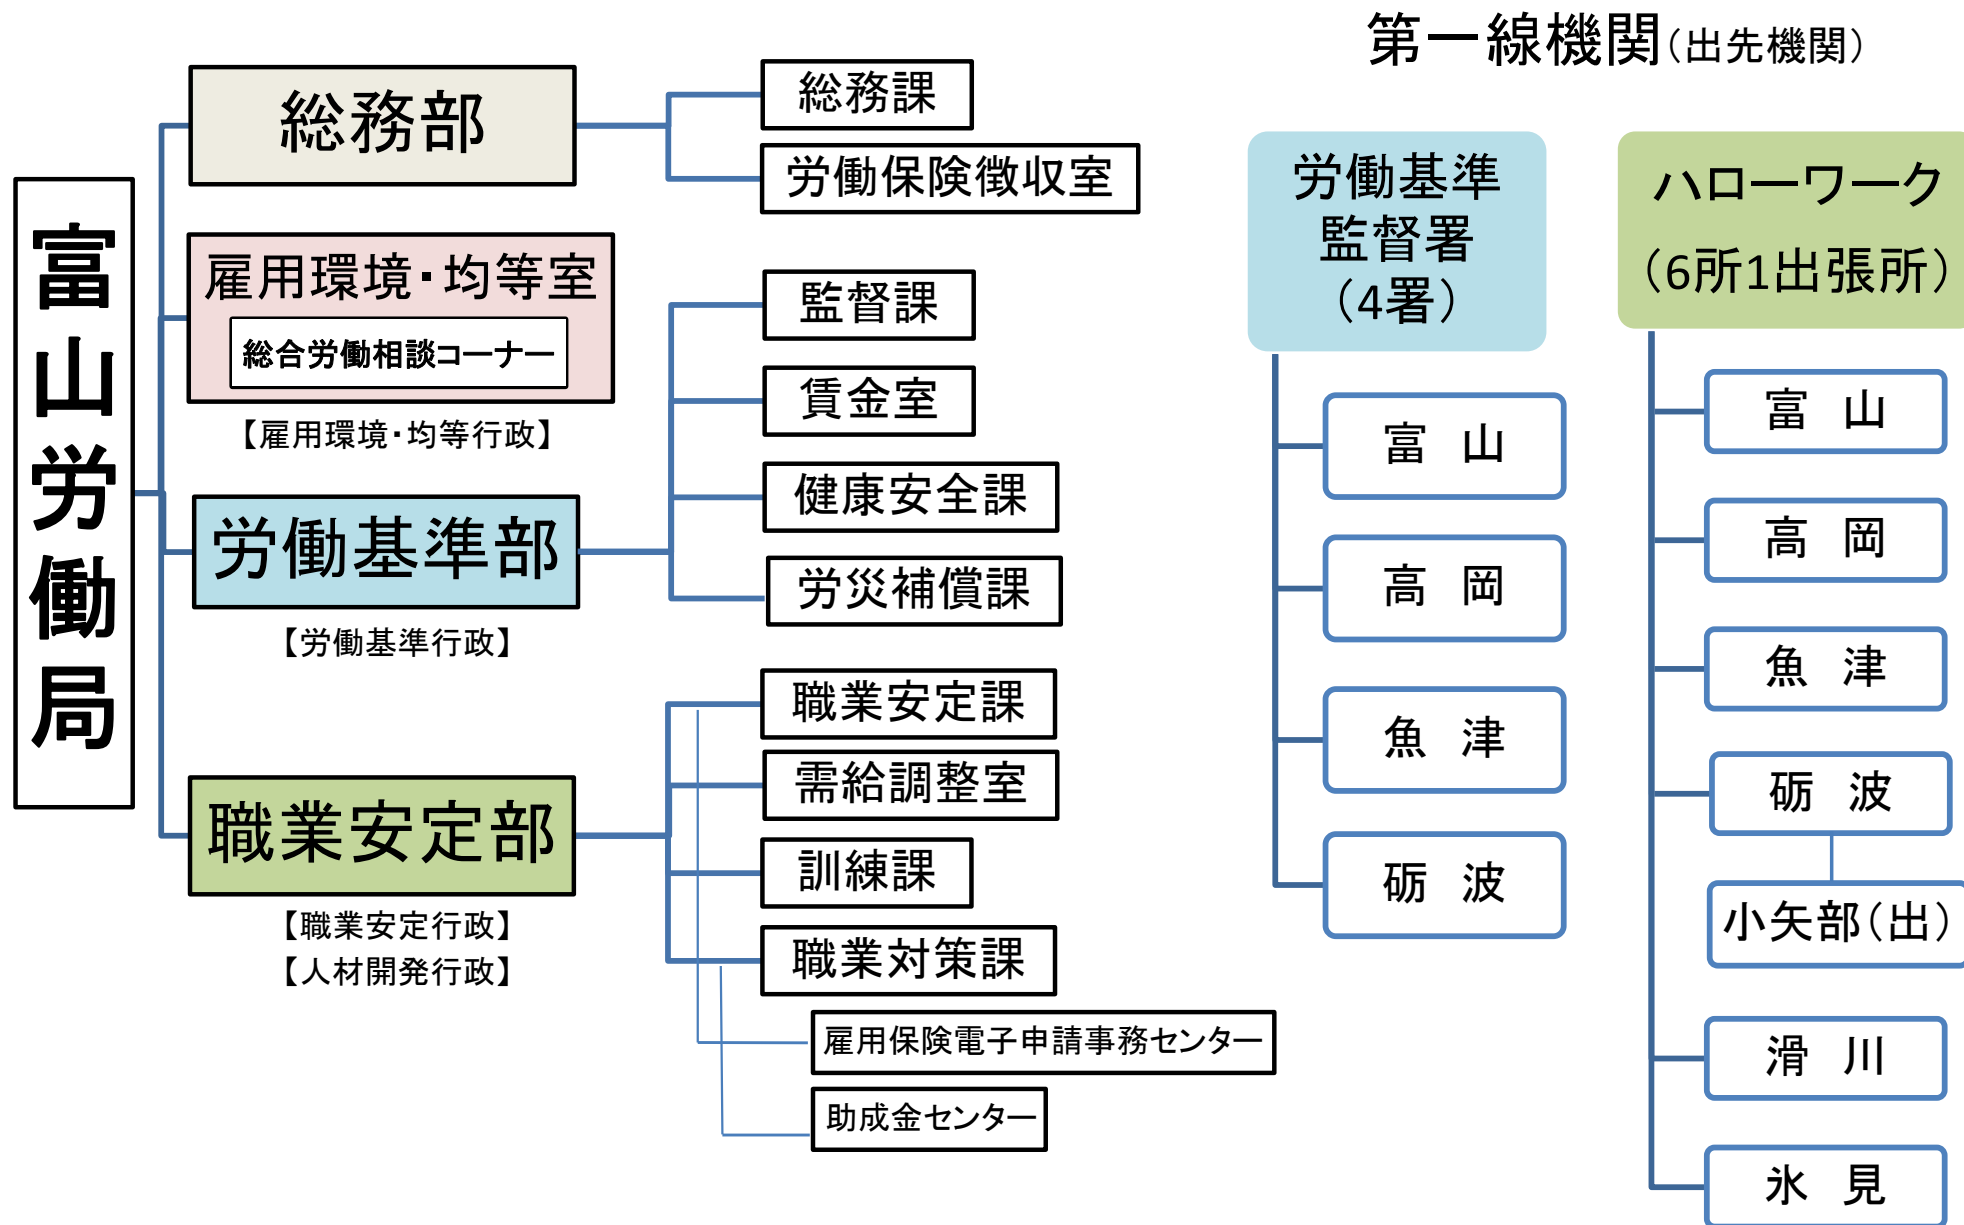 富山労働局
総務部
総務課
労働保険徴収室
雇用環境・均等室
総合労働相談コーナー
【雇用環境・均等行政】
労働基準部
【労働基準行政】
監督課
賃金室
健康安全課
労災補償課
職業安定部
【職業安定行政】
【人材開発行政】
職業安定課
需給調整室
訓練課
職業対策課
雇用保険電子申請事務センター
助成金センター
第一線機関（出先機関）
労働基準
監督署
（4署）
富　山
高　岡
魚　津
砺　波
ハローワーク
（6所1出張所）
富　山
高　岡
魚　津
砺　波
小矢部（出）
滑　川
氷　見